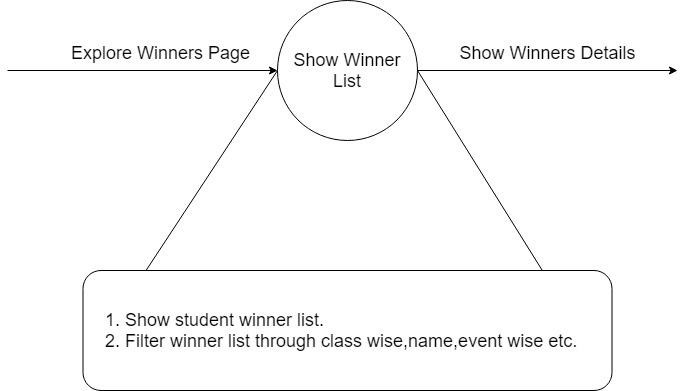 Explore Winners Page
Show Winner
List
Show Winners Details
1. Show student winner list.
2. Filter winner list through class wise,name,event wise etc.